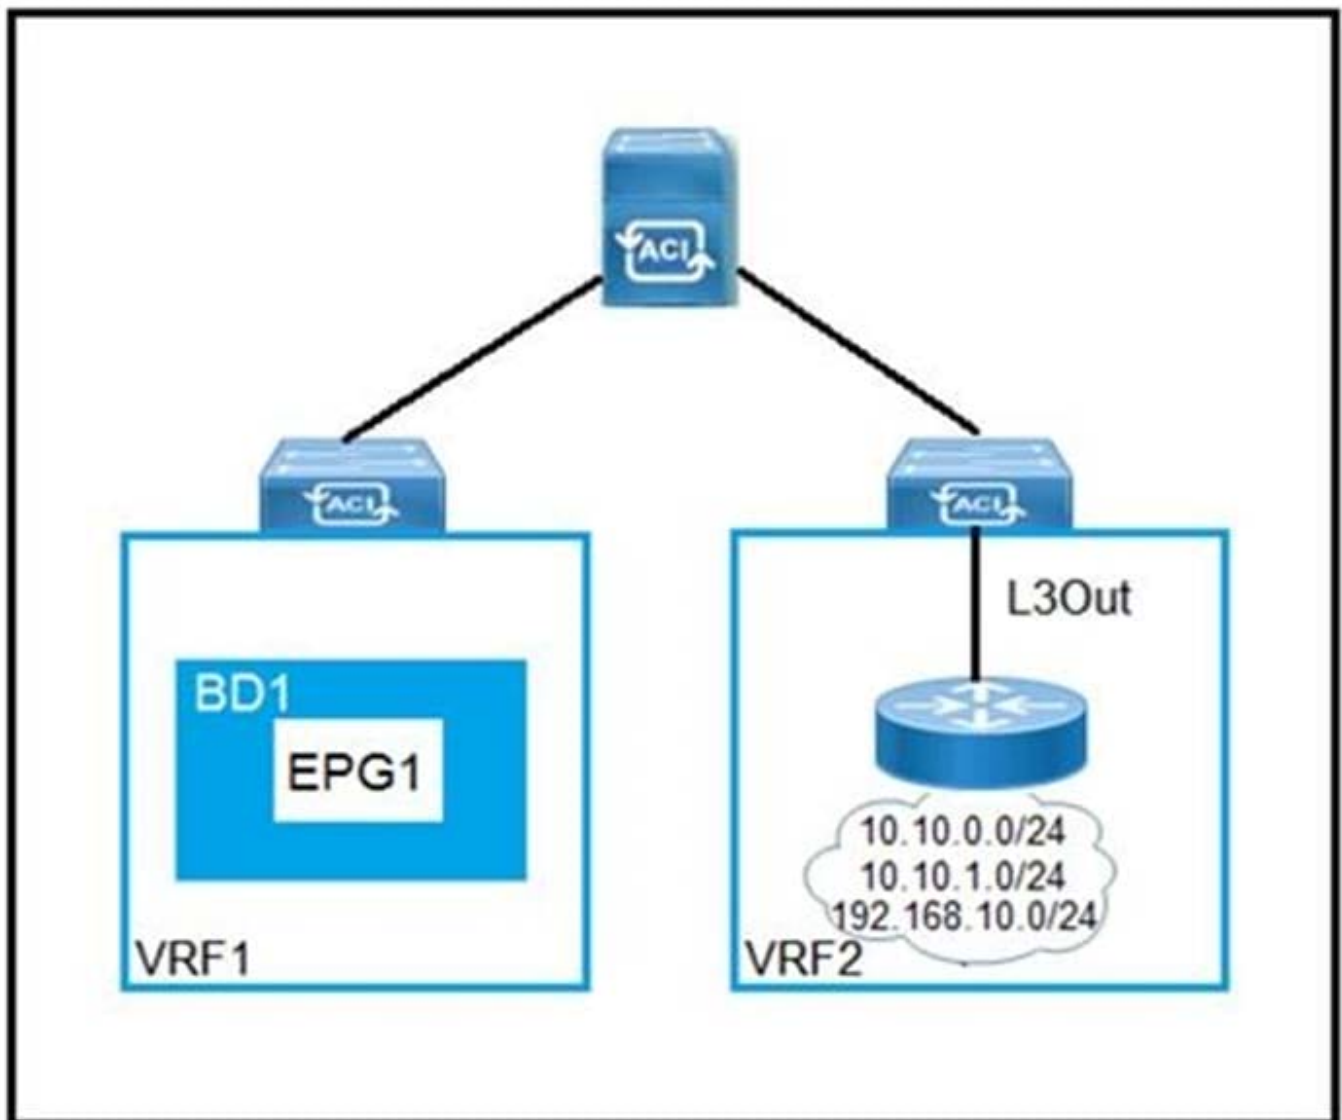 ACI
ACI
ACI
L3Out
BD1
EPG1
10.10.0.0/24
10.10.1.0/24
192.168.10.0/24
VRF1
VRF2